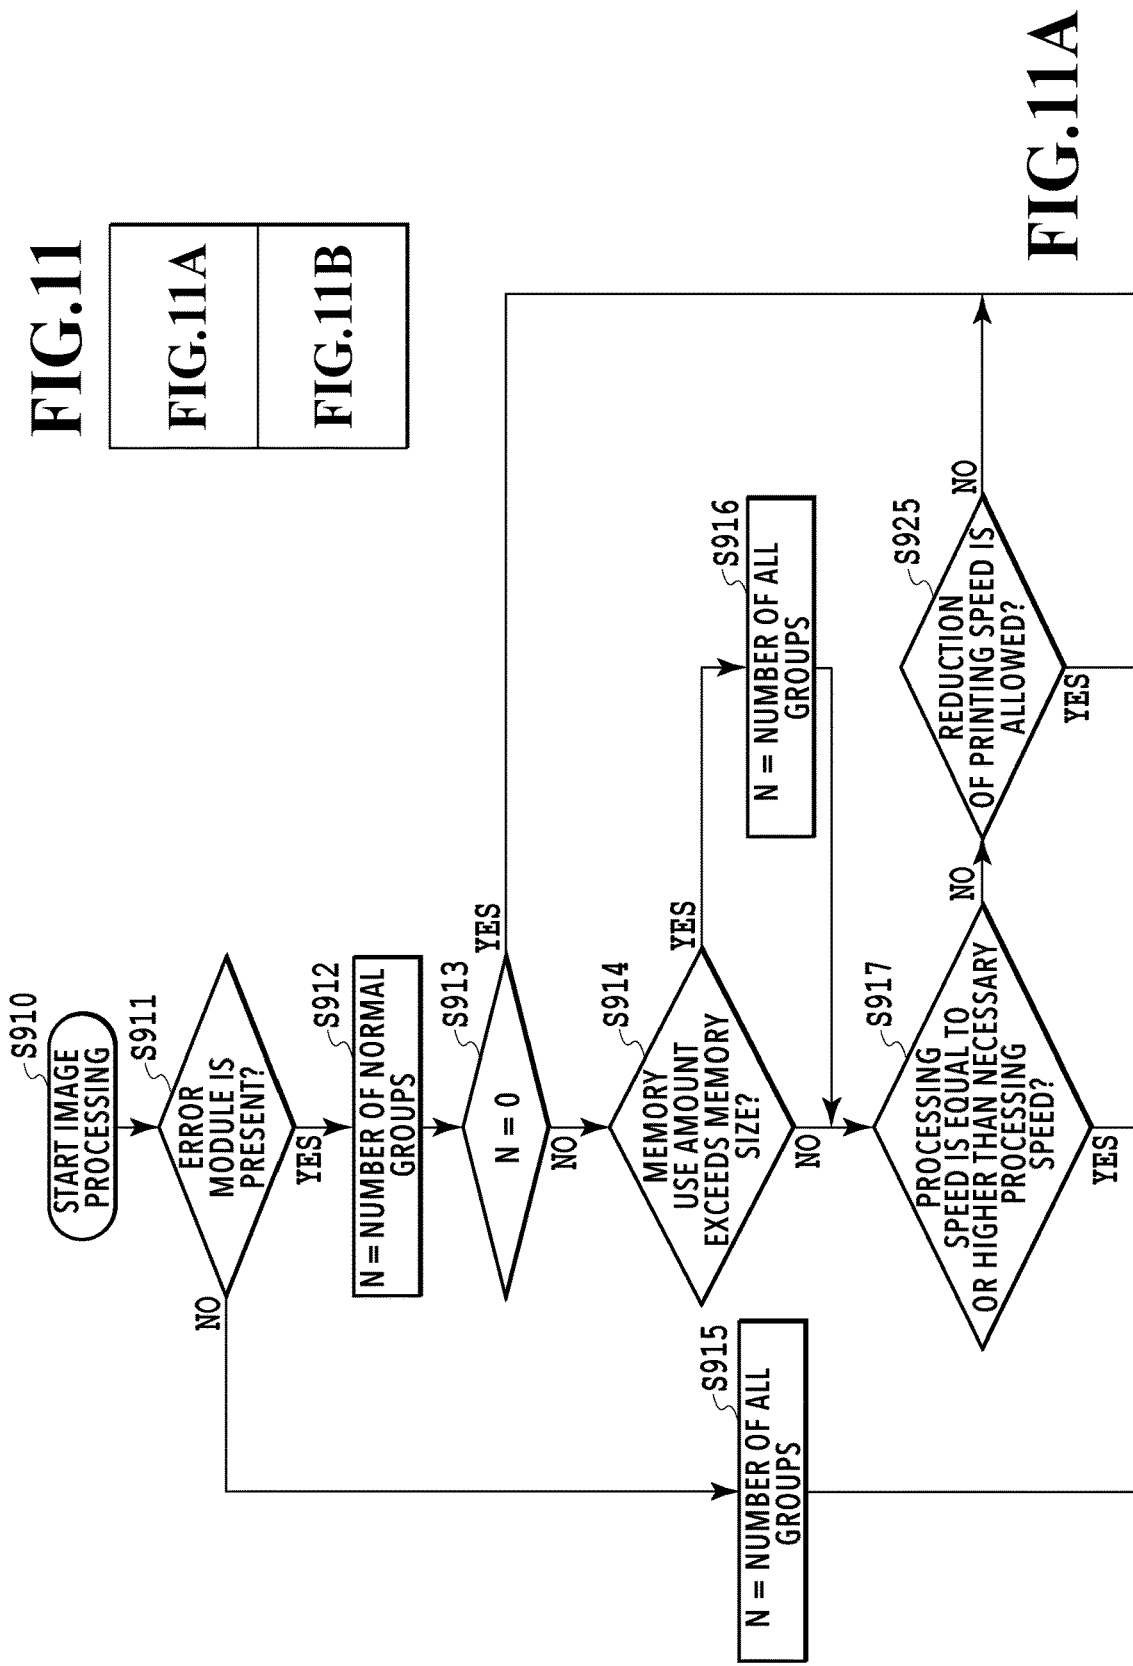 FIG.11
FIG.11A
FIG.11B
START IMAGE
PROCESSING
S910
ERROR
MODULE IS
PRESENT?
S911
NO
YES
N = NUMBER OF NORMAL
GROUPS
S912
N = 0
S913
YES
NO
MEMORY
USE AMOUNT
EXCEEDS MEMORY
SIZE?
S914
YES
NO
N = NUMBER OF ALL
GROUPS
S915
N = NUMBER OF ALL
GROUPS
S916
PROCESSING
SPEED IS EQUAL TO
OR HIGHER THAN NECESSARY
PROCESSING
SPEED?
S917
NO
YES
REDUCTION
OF PRINTING SPEED IS
ALLOWED?
S925
NO
YES
FIG.11A